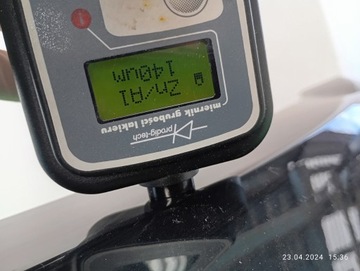 Zn/Al
140um
miernik grubości lakieru
prodig-tech
23.04.2024 15:36